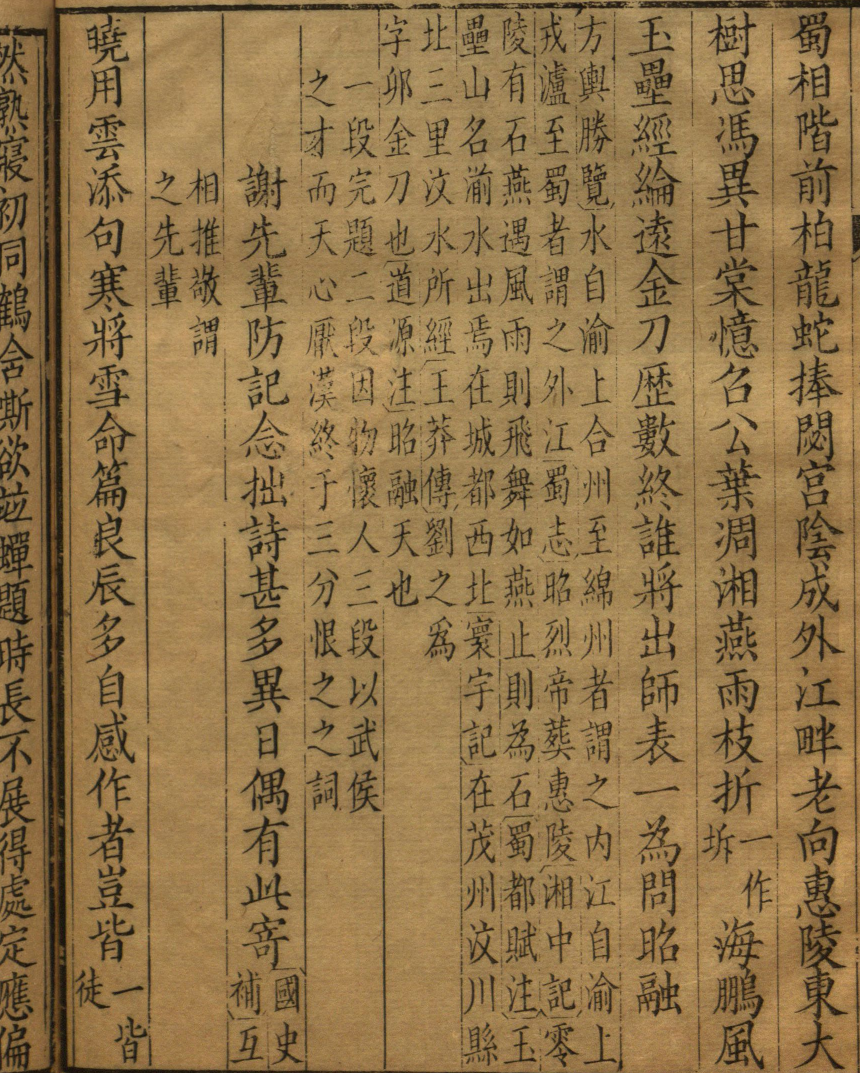 蜀相階前柏龍蛇捧閟宮陰成外江畔老向惠陵東大
樹思馮異甘棠憶召公葉凋湘燕雨枝折一作坼海鵬風
玉壘經綸遠金刀歷數終誰將出師表一為問昭融
方輿勝覽水自渝上合州至綿州者謂之内江自渝上
戎瀘至蜀者謂之外江蜀志昭烈帝葬惠陵湘中記零
陵有石燕遇風雨則飛舞如燕止則為石蜀都賦注玉
壘山名湔水出焉在城都西北寰宇記在茂州汶川縣
北三里汶水所經王莽傳劉之為
字卯金刀也道源注昭融天也
一段完題二段因物懷人三段以武侯
之才而天心厭漢終于三分恨之之詞
謝先輩防記念拙詩甚多異日偶有此寄國史
補互
相推敬謂
之先輩
曉用雲添句寒將雪命篇良辰多自感作者豈皆一皆
徒
然熟寢初同鶴含嘶欲並蟬題時長不展得處定應偏